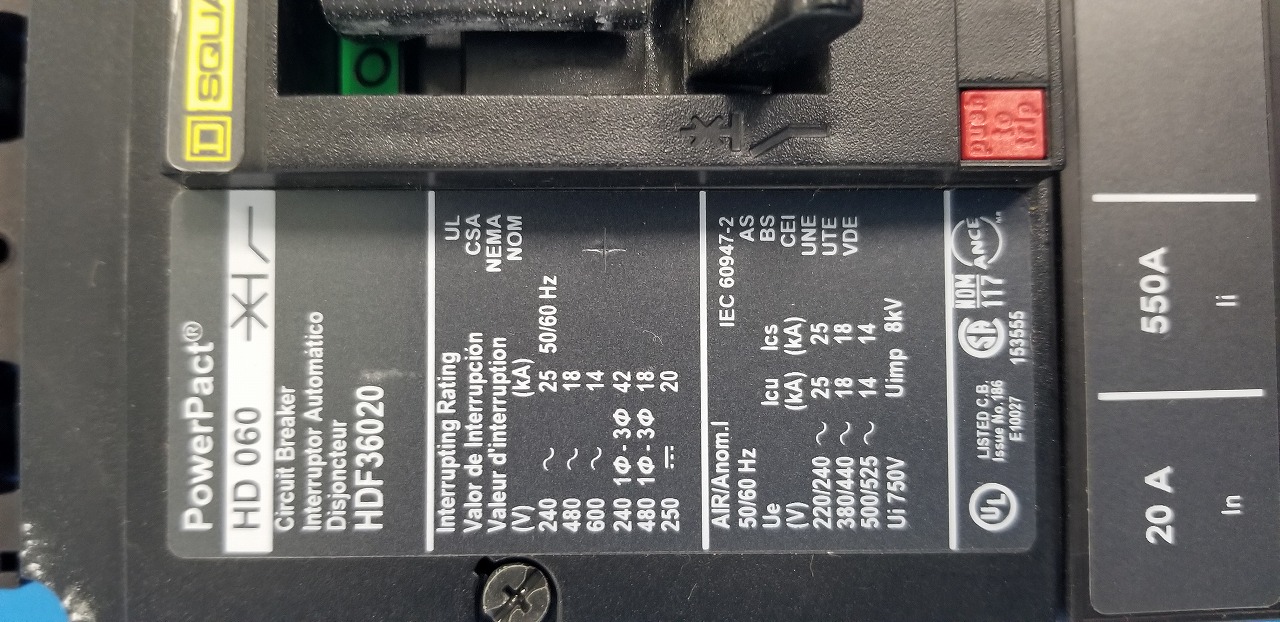 D SQUA
O
push
to
trip
PowerPact®
HD 060
Circuit Breaker
Interruptor Automático
Disjoncteur
HDF36020
Interrupting Rating UL
Valor de Interrupción CSA
Valeur d'interruption NEMA
(V) (kA) NOM
240 ~ 25 50/60 Hz
480 ~ 18
600 ~ 14
240 1Φ - 3Φ 42
480 1Φ - 3Φ 18
250 ⎓ 20
AIR/Anom.I IEC 60947-2
50/60 Hz AS
Ue Icu Ics BS
(V) (kA) (kA) CEI
220/240 ~ 25 25 UNE
380/440 ~ 18 18 UTE
500/525 ~ 14 14 VDE
Ui 750V Uimp 8kV
UL LISTED C.B.
Issue No.186
E10027
SA
153555
NOM
117
ANCE
20 A 550A
In Ii